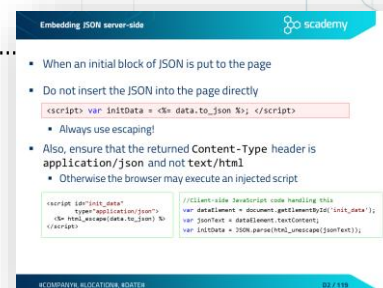 Embedding JSON server-side
scademy
When an initial block of JSON is put to the page
Do not insert the JSON into the page directly
<script> var initData = <%= data.to_json %>; </script>
Always use escaping!
Also, ensure that the returned Content-Type header is
application/json and not text/html
Otherwise the browser may execute an injected script
<script id="init_data"
type="application/json">
<%= html_escape(data.to_json) %>
</script>
//Client-side JavaScript code handling this
var dataElement = document.getElementById('init_data');
var jsonText = dataElement.textContent;
var initData = JSON.parse(html_unescape(jsonText));
#COMPANY#, #LOCATION#, #DATE#
D2 / 119